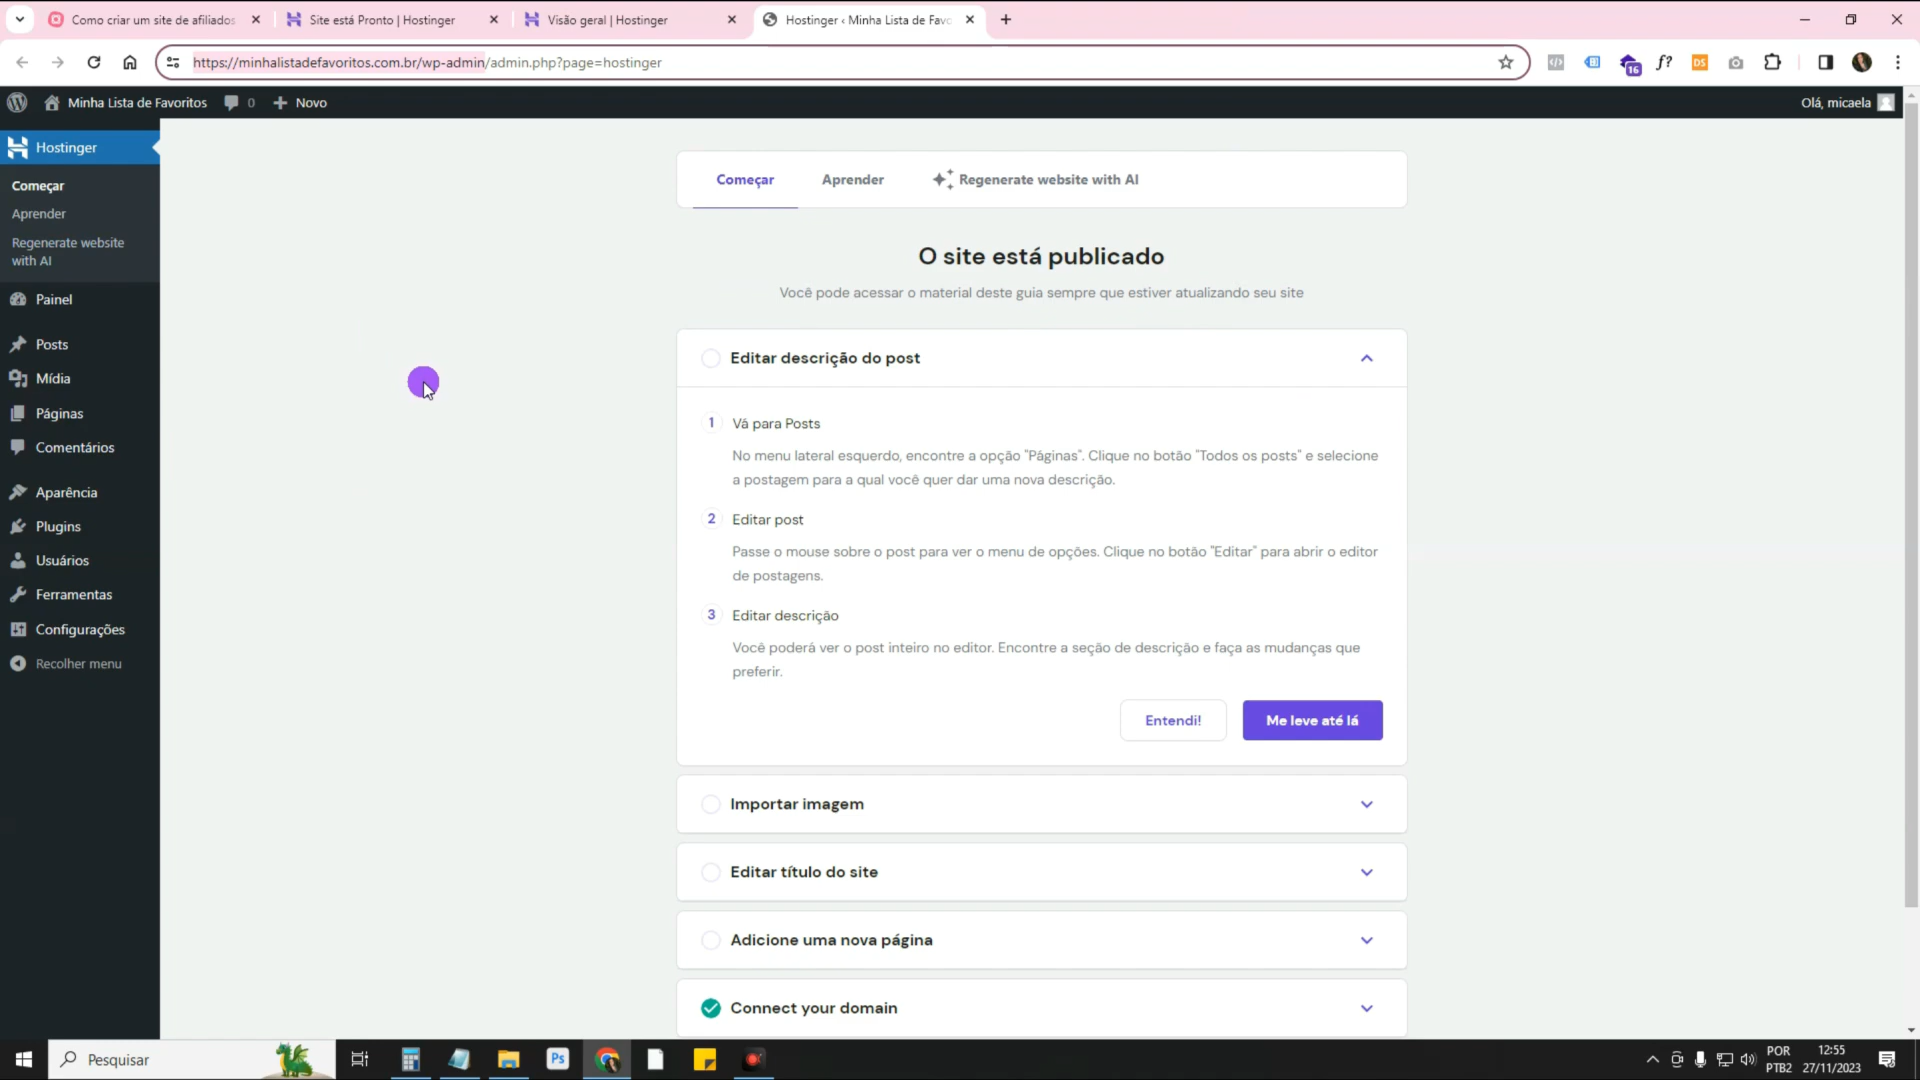 Como criar um site de afiliados
Site está Pronto | Hostinger
Visão geral | Hostinger
Hostinger ‹ Minha Lista de Favo
https://minhalistadefavoritos.com.br/wp-admin/admin.php?page=hostinger
16
f?
DS
Minha Lista de Favoritos
0
Novo
Olá, micaela
Hostinger
Começar
Aprender
Regenerate website
with AI
Painel
Posts
Mídia
Páginas
Comentários
Aparência
Plugins
Usuários
Ferramentas
Configurações
Recolher menu
Começar
Aprender
Regenerate website with AI
O site está publicado
Você pode acessar o material deste guia sempre que estiver atualizando seu site
Editar descrição do post
1 Vá para Posts
No menu lateral esquerdo, encontre a opção "Páginas". Clique no botão "Todos os posts" e selecione
a postagem para a qual você quer dar uma nova descrição.
2 Editar post
Passe o mouse sobre o post para ver o menu de opções. Clique no botão "Editar" para abrir o editor
de postagens.
3 Editar descrição
Você poderá ver o post inteiro no editor. Encontre a seção de descrição e faça as mudanças que
preferir.
Entendi!
Me leve até lá
Importar imagem
Editar título do site
Adicione uma nova página
Connect your domain
Pesquisar
Ps
POR
PTB2
12:55
27/11/2023